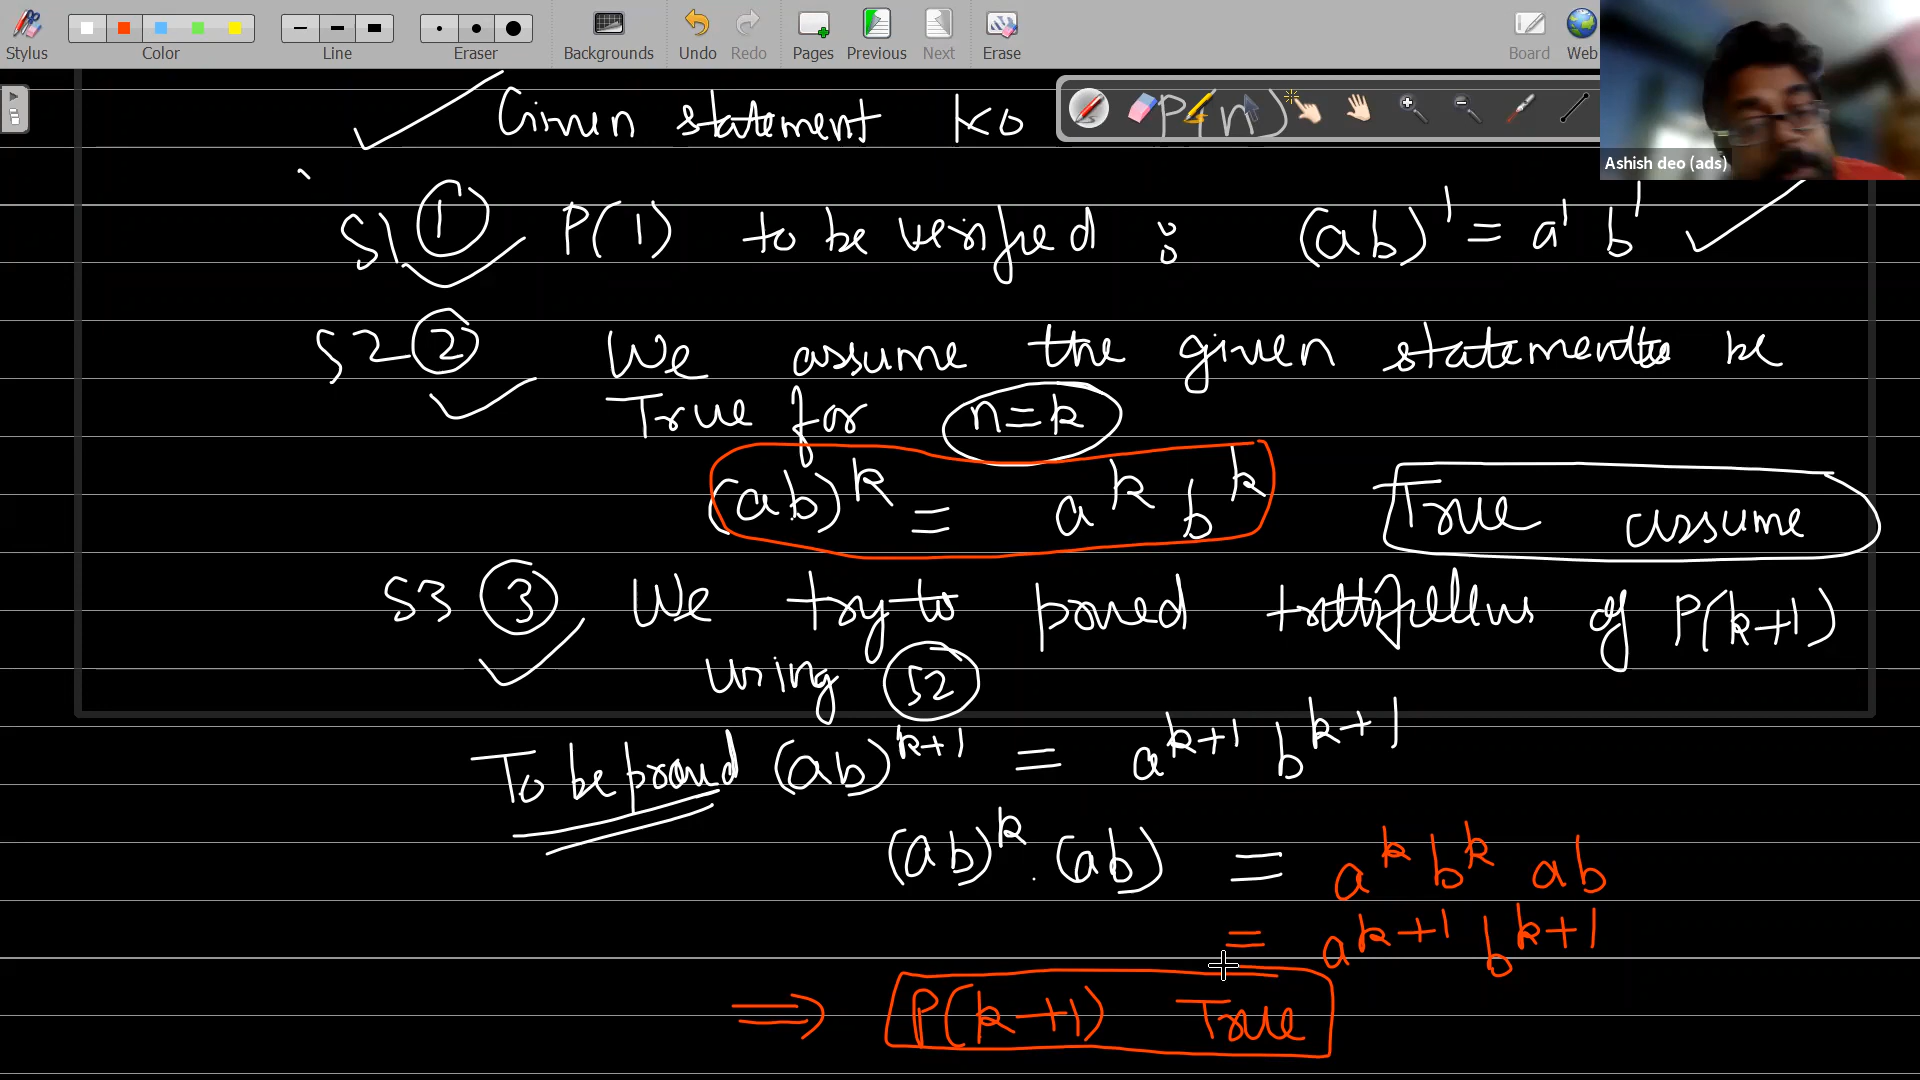 Stylus Color Line Eraser Backgrounds Undo Redo Pages Previous Next Erase Board Web
Given statement ko P(n)
Ashish deo (ads)
S1 ① P(1) to be verified : (ab)¹ = a¹ b¹
S2 ② We assume the given statement to be
True for n=k
(ab)^k = a^k b^k True assume
S3 ③ We try to of P(k+1)
using S2
To be (ab)^{k+1} = a^{k+1} b^{k+1}
(ab)^k . (ab) = a^k b^k ab
= a^{k+1} b^{k+1}
⇒ P(k+1) True